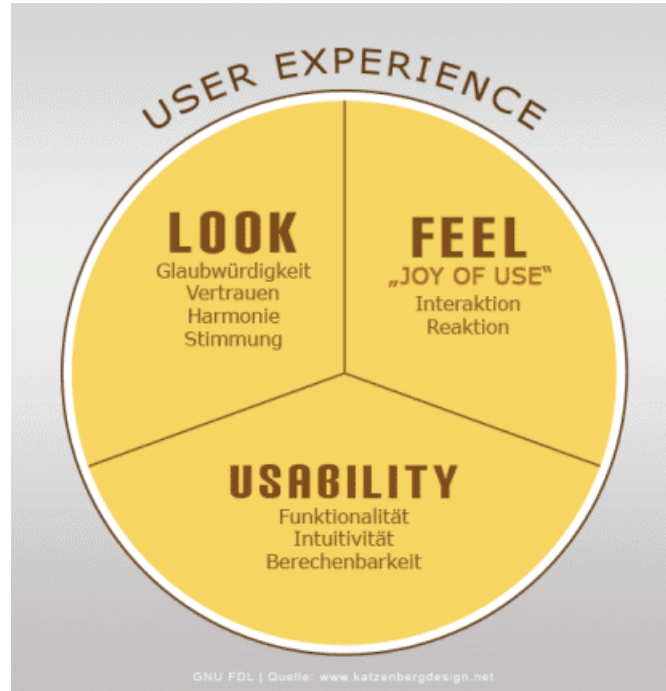 USER EXPERIENCE
LOOK
Glaubwürdigkeit
Vertrauen
Harmonie
Stimmung
FEEL
„JOY OF USE“
Interaktion
Reaktion
USABILITY
Funktionalität
Intuitivität
Berechenbarkeit
GNU FDL | Quelle: www.katzenbergdesign.net